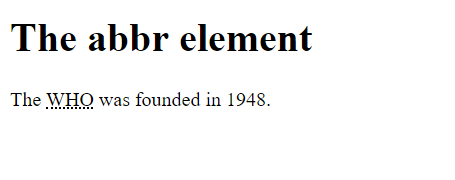 The abbr element
The WHO was founded in 1948.